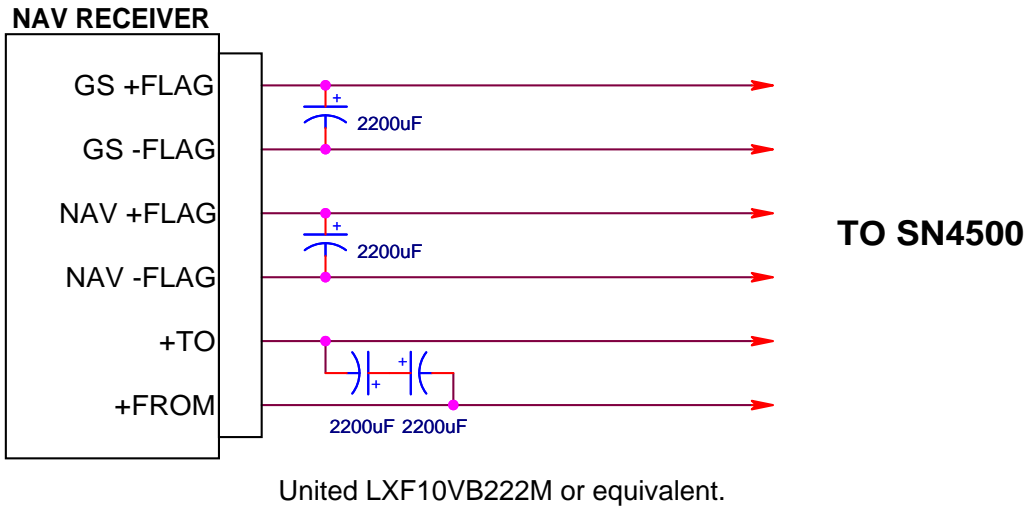 NAV RECEIVER
GS +FLAG
+
2200uF
GS -FLAG
NAV +FLAG
+
2200uF
TO SN4500
NAV -FLAG
+TO
+
+
+FROM
2200uF 2200uF
United LXF10VB222M or equivalent.